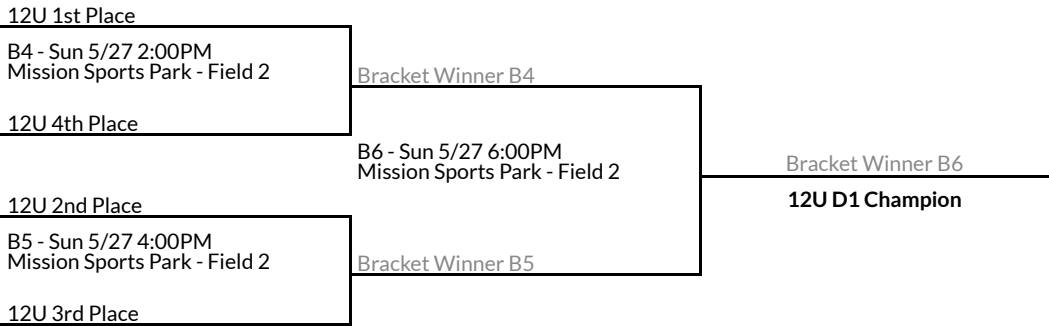 12U 1st Place
B4 - Sun 5/27 2:00PM
Mission Sports Park - Field 2
12U 4th Place
Bracket Winner B4
B6 - Sun 5/27 6:00PM
Mission Sports Park - Field 2
Bracket Winner B6
12U D1 Champion
12U 2nd Place
B5 - Sun 5/27 4:00PM
Mission Sports Park - Field 2
Bracket Winner B5
12U 3rd Place